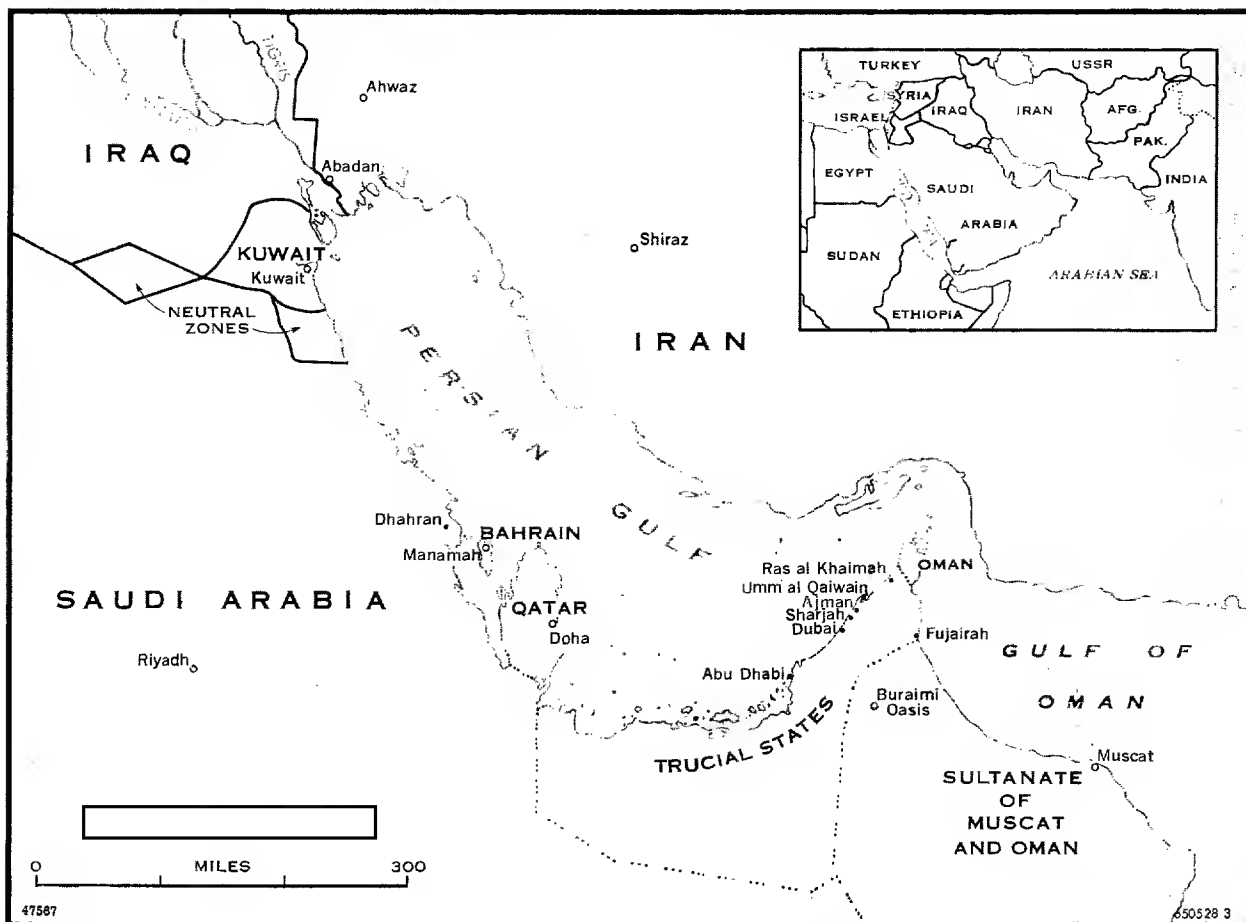 TIGRIS
Ahwaz
IRAQ
Abadan
KUWAIT
Kuwait
NEUTRAL
ZONES
Shiraz
IRAN
PERSIAN
GULF
Dhahran
BAHRAIN
Manamah
SAUDI ARABIA
QATAR
Doha
Riyadh
Ras al Khaimah
OMAN
Umm al Qaiwain
Ajman
Sharjah
Dubai
Fujairah
GULF OF
OMAN
Abu Dhabi
Buraimi
Oasis
TRUCIAL STATES
Muscat
SULTANATE
OF
MUSCAT
AND OMAN
0 MILES 300
47567
650528 3
TURKEY
USSR
SYRIA
ISRAEL
IRAQ
IRAN
AFG.
PAK.
EGYPT
SAUDI
INDIA
ARABIA
SUDAN
ARABIAN SEA
ETHIOPIA